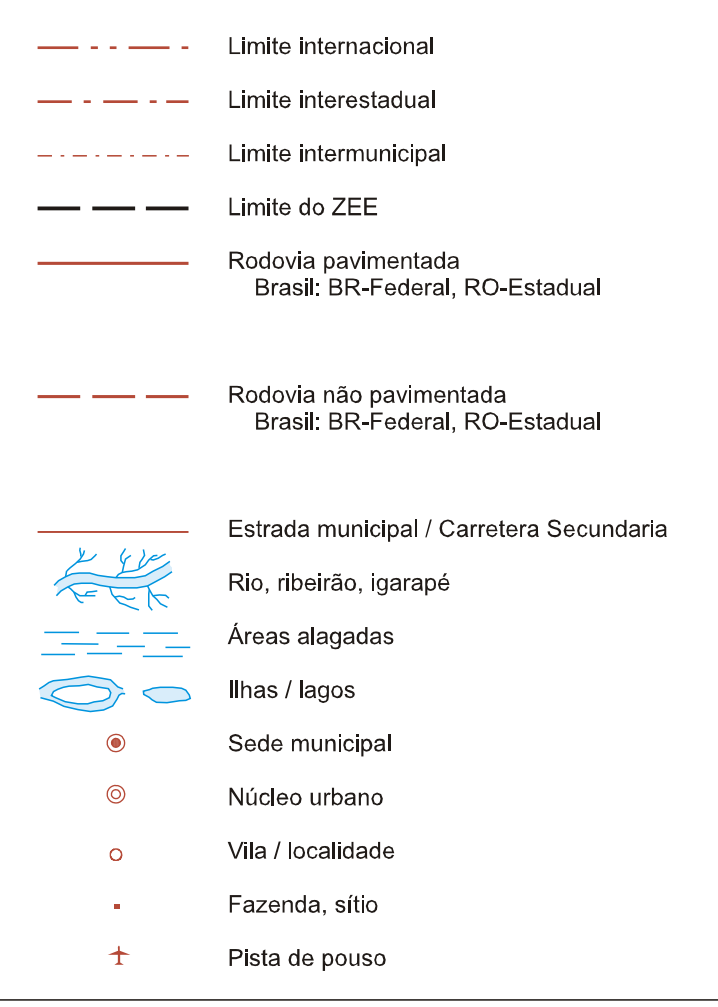 Limite internacional
Limite interestadual
Limite intermunicipal
Limite do ZEE
Rodovia pavimentada
Brasil: BR-Federal, RO-Estadual
Rodovia não pavimentada
Brasil: BR-Federal, RO-Estadual
Estrada municipal / Carretera Secundaria
Rio, ribeirão, igarapé
Áreas alagadas
Ilhas / lagos
Sede municipal
Núcleo urbano
Vila / localidade
Fazenda, sítio
Pista de pouso